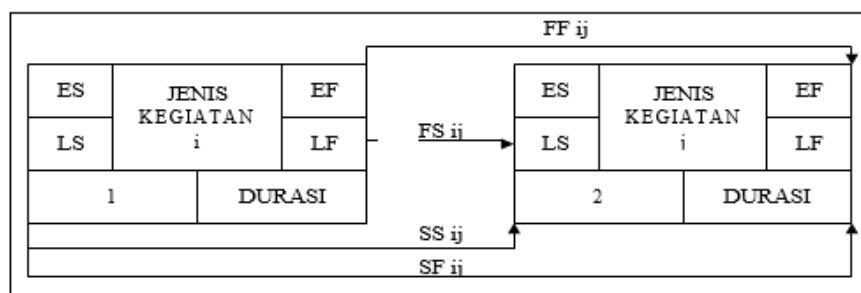 FF ij
ES JENIS KEGIATAN i EF
LS LF
1 DURASI
FS ij
ES JENIS KEGIATAN j EF
LS LF
2 DURASI
SS ij
SF ij